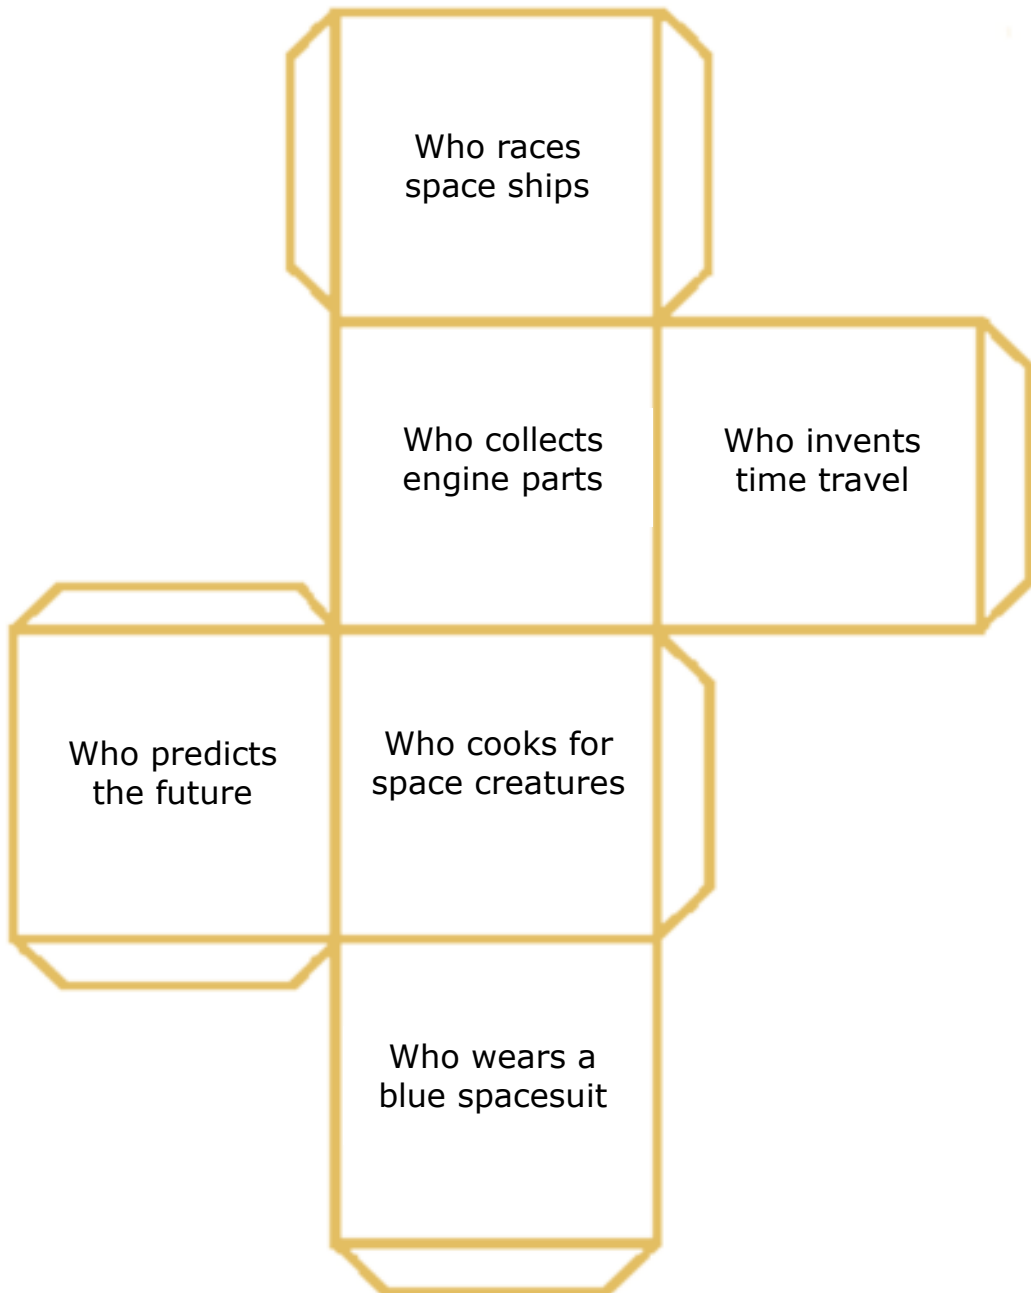 Who races
space ships
Who collects
engine parts
Who invents
time travel
Who predicts
the future
Who cooks for
space creatures
Who wears a
blue spacesuit